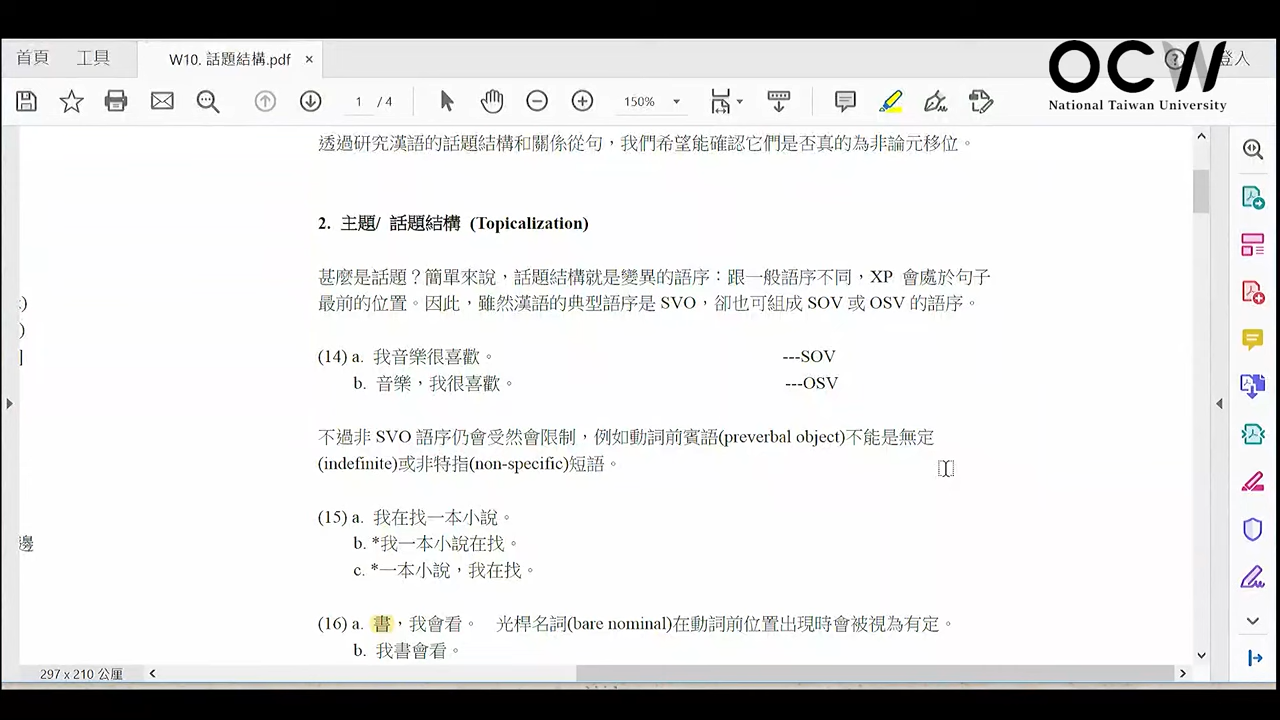 首頁 工具 W10. 話題結構.pdf × ? 登入
OCW
National Taiwan University
1 / 4 150%
透過研究漢語的話題結構和關係從句，我們希望能確認它們是否真的為非論元移位。
2. 主題/ 話題結構 (Topicalization)
甚麼是話題？簡單來說，話題結構就是變異的語序：跟一般語序不同，XP 會處於句子
最前的位置。因此，雖然漢語的典型語序是 SVO，卻也可組成 SOV 或 OSV 的語序。
(14) a. 我音樂很喜歡。 ---SOV
b. 音樂，我很喜歡。 ---OSV
不過非 SVO 語序仍會受然會限制，例如動詞前賓語(preverbal object)不能是無定
(indefinite)或非特指(non-specific)短語。
(15) a. 我在找一本小說。
b. *我一本小說在找。
邊
c. *一本小說，我在找。
(16) a. 書，我會看。 光桿名詞(bare nominal)在動詞前位置出現時會被視為有定。
b. 我書會看。
297 x 210 公厘